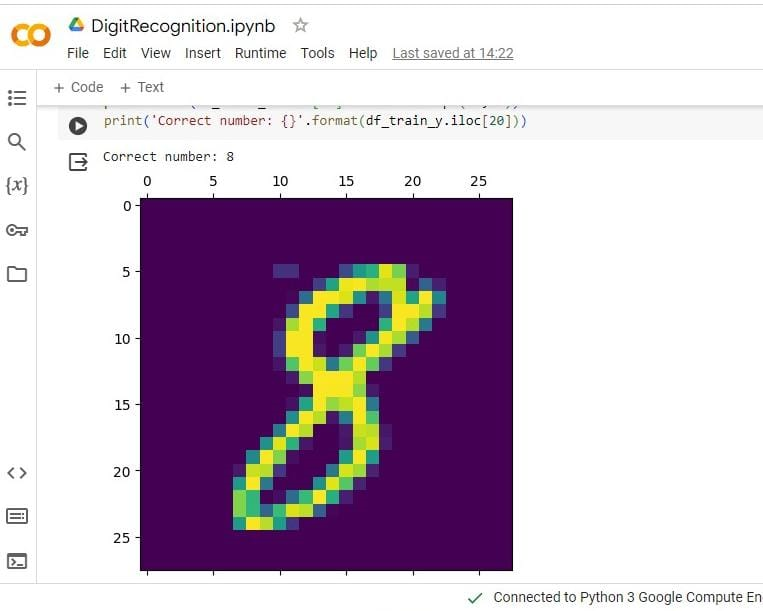 DigitRecognition.ipynb
File Edit View Insert Runtime Tools Help Last saved at 14:22
+ Code + Text
print('Correct number: {}'.format(df_train_y.iloc[20]))
Correct number: 8
0 5 10 15 20 25
0
5
10
15
20
25
{x}
<>
Connected to Python 3 Google Compute En